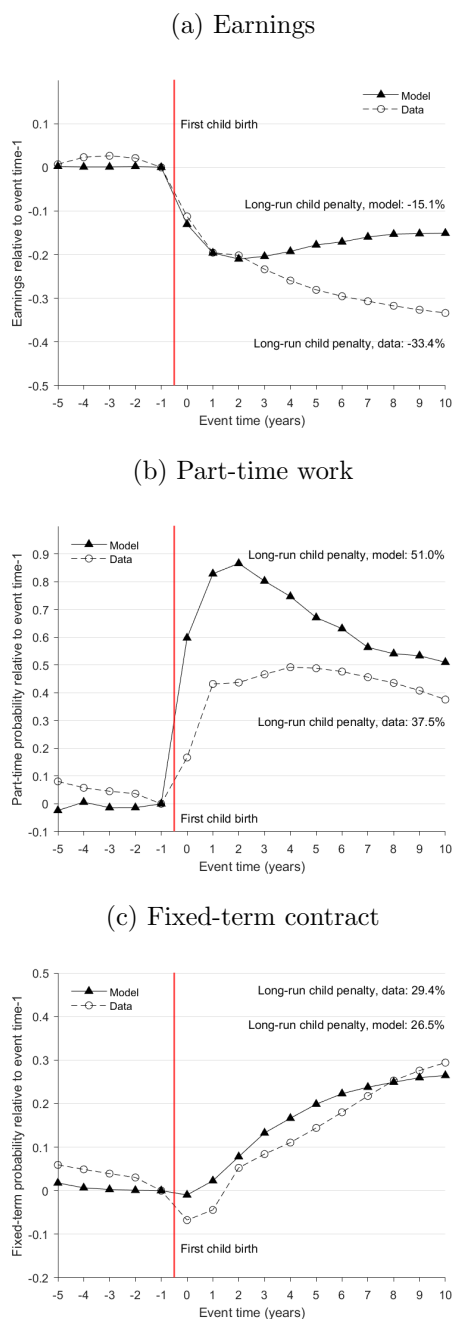 (a) Earnings
Model
Data
First child birth
Long-run child penalty, model: -15.1%
Long-run child penalty, data: -33.4%
Earnings relative to event time-1
0.1
0
-0.1
-0.2
-0.3
-0.4
-0.5
-5 -4 -3 -2 -1 0 1 2 3 4 5 6 7 8 9 10
Event time (years)
(b) Part-time work
Model
Data
Long-run child penalty, model: 51.0%
Long-run child penalty, data: 37.5%
First child birth
Part-time probability relative to event time-1
0.9
0.8
0.7
0.6
0.5
0.4
0.3
0.2
0.1
0
-0.1
-5 -4 -3 -2 -1 0 1 2 3 4 5 6 7 8 9 10
Event time (years)
(c) Fixed-term contract
Model
Data
Long-run child penalty, data: 29.4%
Long-run child penalty, model: 26.5%
First child birth
Fixed-term probability relative to event time-1
0.5
0.4
0.3
0.2
0.1
0
-0.1
-0.2
-5 -4 -3 -2 -1 0 1 2 3 4 5 6 7 8 9 10
Event time (years)